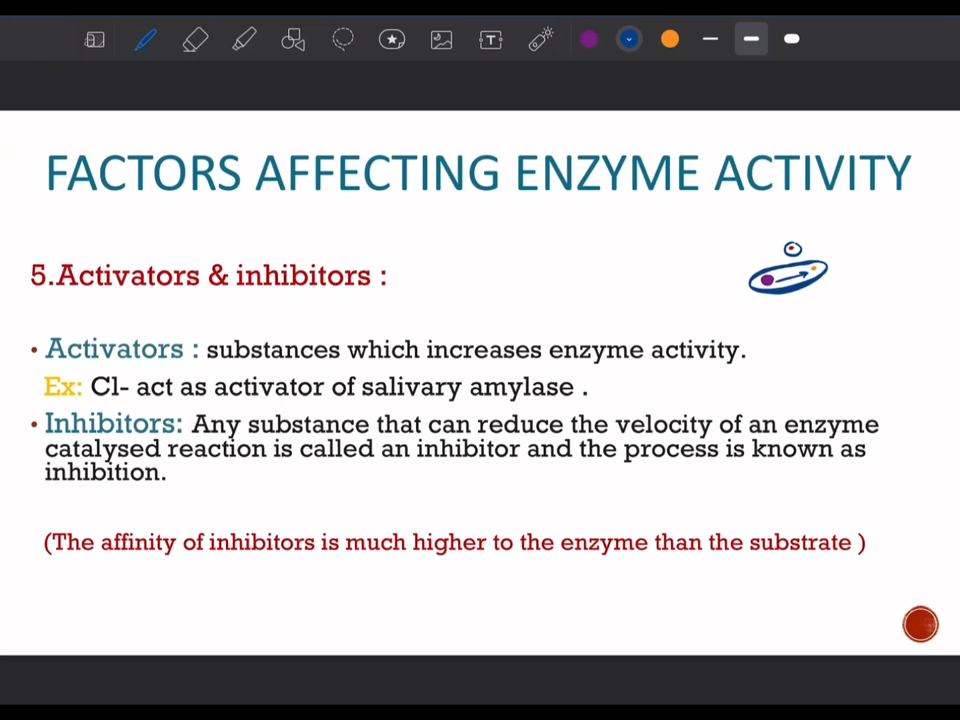 FACTORS AFFECTING ENZYME ACTIVITY
5.Activators & inhibitors :
• Activators : substances which increases enzyme activity.
Ex: Cl- act as activator of salivary amylase .
• Inhibitors: Any substance that can reduce the velocity of an enzyme
catalysed reaction is called an inhibitor and the process is known as
inhibition.
(The affinity of inhibitors is much higher to the enzyme than the substrate )